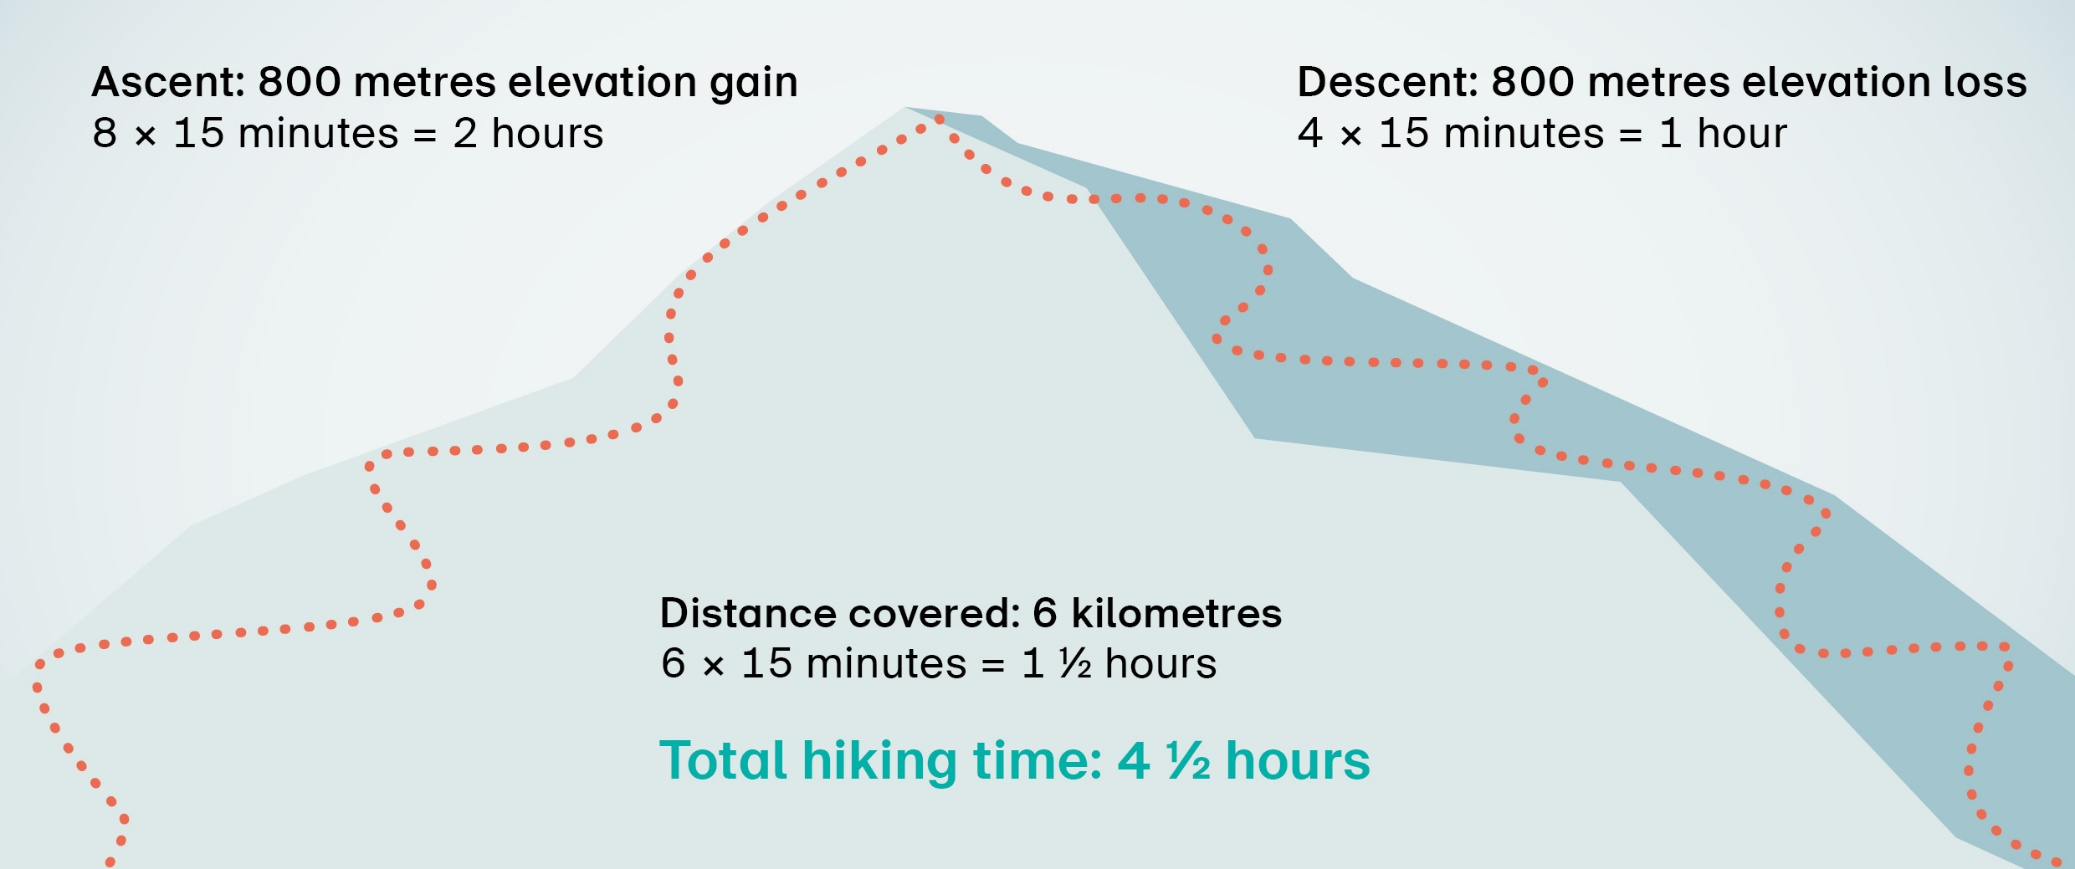 Ascent: 800 metres elevation gain
8 × 15 minutes = 2 hours
Descent: 800 metres elevation loss
4 × 15 minutes = 1 hour
Distance covered: 6 kilometres
6 × 15 minutes = 1 ½ hours
Total hiking time: 4 ½ hours